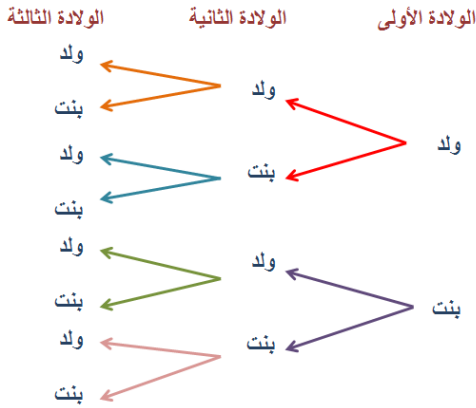 الولادة الأولى الولادة الثانية الولادة الثالثة
ولد
ولد
بنت
ولد
ولد
بنت
بنت
ولد
ولد
بنت
بنت
ولد
بنت
بنت